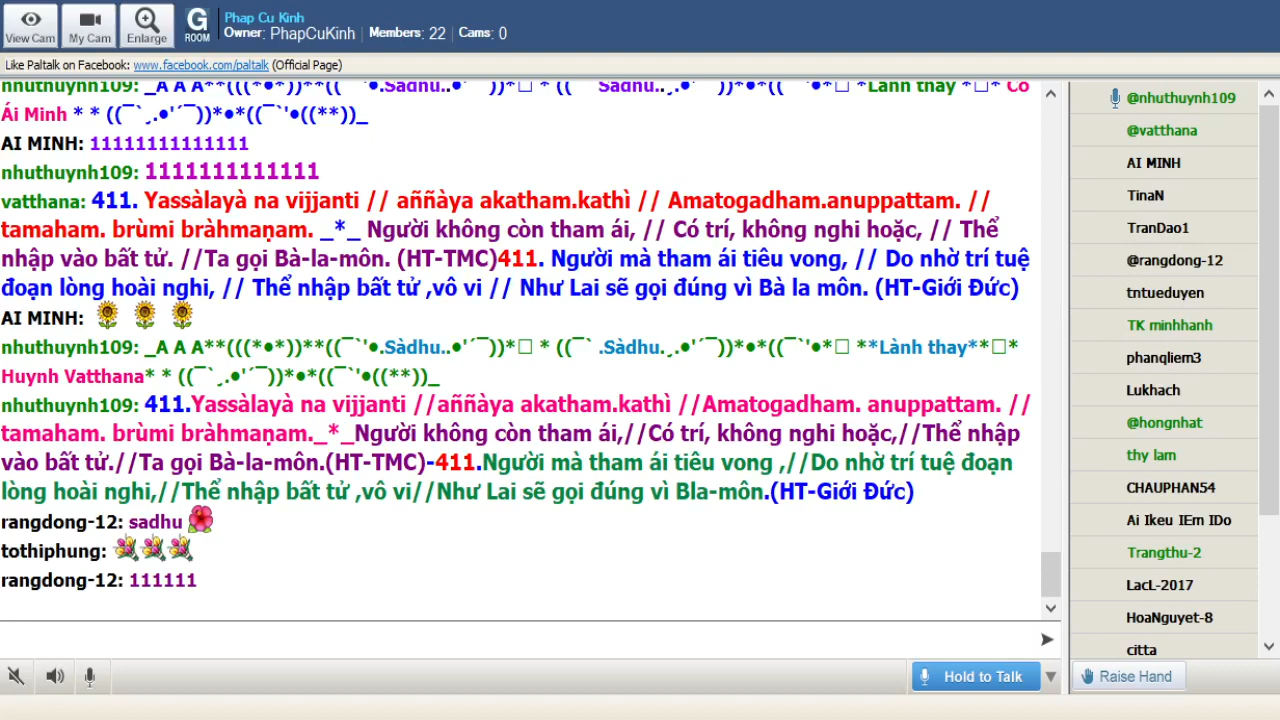 View Cam
My Cam
Enlarge
G
ROOM
Phap Cu Kinh
Owner: PhapCuKinh | Members: 22 | Cams: 0
Like Paltalk on Facebook: www.facebook.com/paltalk (Official Page)
nhuthuynh109: _A A A**(((*•*))**((¯`'•.Sàdhu..•'´¯))*□ * ((¯` Sàdhu..•'´¯))*•*((¯`'•*□ *Lành thay *□* Cô
Ái Minh * * ((¯`¸.•'´¯))*•*((¯`'•((**))_
AI MINH: 11111111111111
nhuthuynh109: 1111111111111
vatthana: 411. Yassàlayà na vijjanti // aññàya akatham.kathì // Amatogadham.anuppattam. //
tamaham. brùmi bràhmaṇam. _*_ Người không còn tham ái, // Có trí, không nghi hoặc, // Thể
nhập vào bất tử. //Ta gọi Bà-la-môn. (HT-TMC)411. Người mà tham ái tiêu vong, // Do nhờ trí tuệ
đoạn lòng hoài nghi, // Thể nhập bất tử ,vô vi // Như Lai sẽ gọi đúng vì Bà la môn. (HT-Giới Đức)
AI MINH:
nhuthuynh109: _A A A**(((*•*))**((¯`'•.Sàdhu..•'´¯))*□ * ((¯` .Sàdhu.¸.•'´¯))*•*((¯`'•*□ **Lành thay**□*
Huynh Vatthana* * ((¯`¸.•'´¯))*•*((¯`'•((**))_
nhuthuynh109: 411.Yassàlayà na vijjanti //aññàya akatham.kathì //Amatogadham. anuppattam. //
tamaham. brùmi bràhmaṇam._*_Người không còn tham ái,//Có trí, không nghi hoặc,//Thể nhập
vào bất tử.//Ta gọi Bà-la-môn.(HT-TMC)-411.Người mà tham ái tiêu vong ,//Do nhờ trí tuệ đoạn
lòng hoài nghi,//Thể nhập bất tử ,vô vi//Như Lai sẽ gọi đúng vì Bla-môn.(HT-Giới Đức)
rangdong-12: sadhu
tothiphung:
rangdong-12: 111111
Hold to Talk
@nhuthuynh109
@vatthana
AI MINH
TinaN
TranDao1
@rangdong-12
tntueduyen
TK minhhanh
phanqliem3
Lukhach
@hongnhat
thy lam
CHAUPHAN54
Ai Ikeu IEm IDo
Trangthu-2
LacL-2017
HoaNguyet-8
citta
Raise Hand